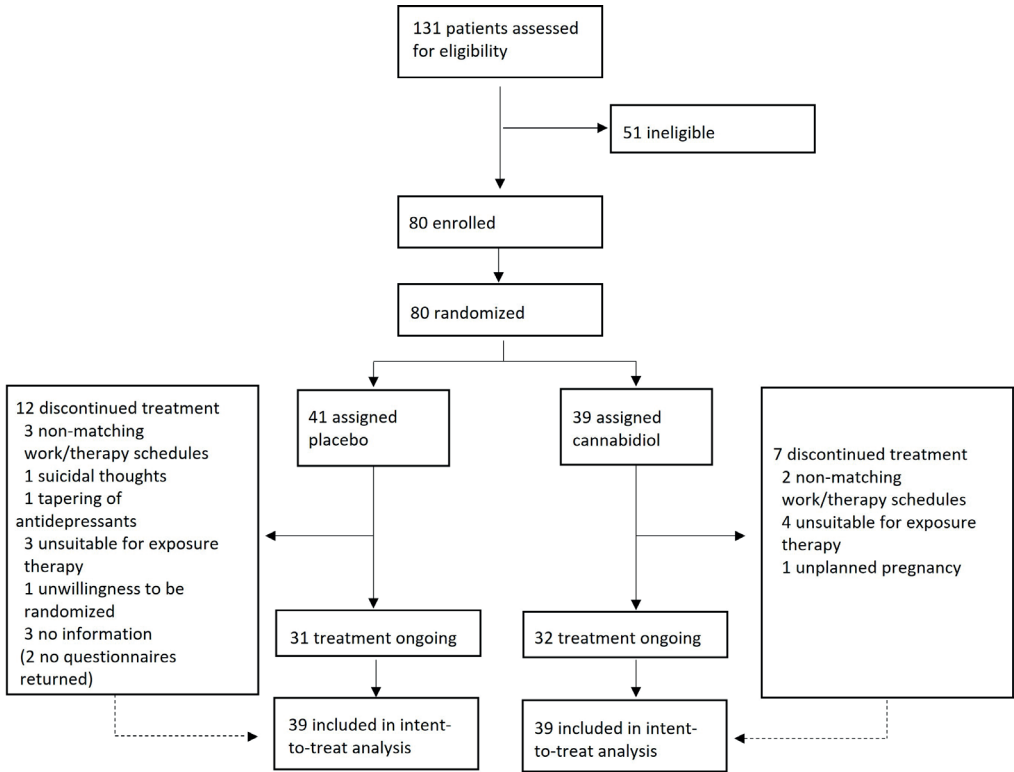 131 patients assessed
for eligibility
51 ineligible
80 enrolled
80 randomized
12 discontinued treatment
3 non-matching
work/therapy schedules
1 suicidal thoughts
1 tapering of
antidepressants
3 unsuitable for exposure
therapy
1 unwillingness to be
randomized
3 no information
(2 no questionnaires
returned)
41 assigned
placebo
39 assigned
cannabidiol
7 discontinued treatment
2 non-matching
work/therapy schedules
4 unsuitable for exposure
therapy
1 unplanned pregnancy
31 treatment ongoing
32 treatment ongoing
39 included in intent-
to-treat analysis
39 included in intent-
to-treat analysis